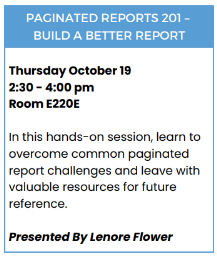 PAGINATED REPORTS 201 –
BUILD A BETTER REPORT
Thursday October 19
2:30 - 4:00 pm
Room E220E
In this hands-on session, learn to
overcome common paginated
report challenges and leave with
valuable resources for future
reference.
Presented By Lenore Flower